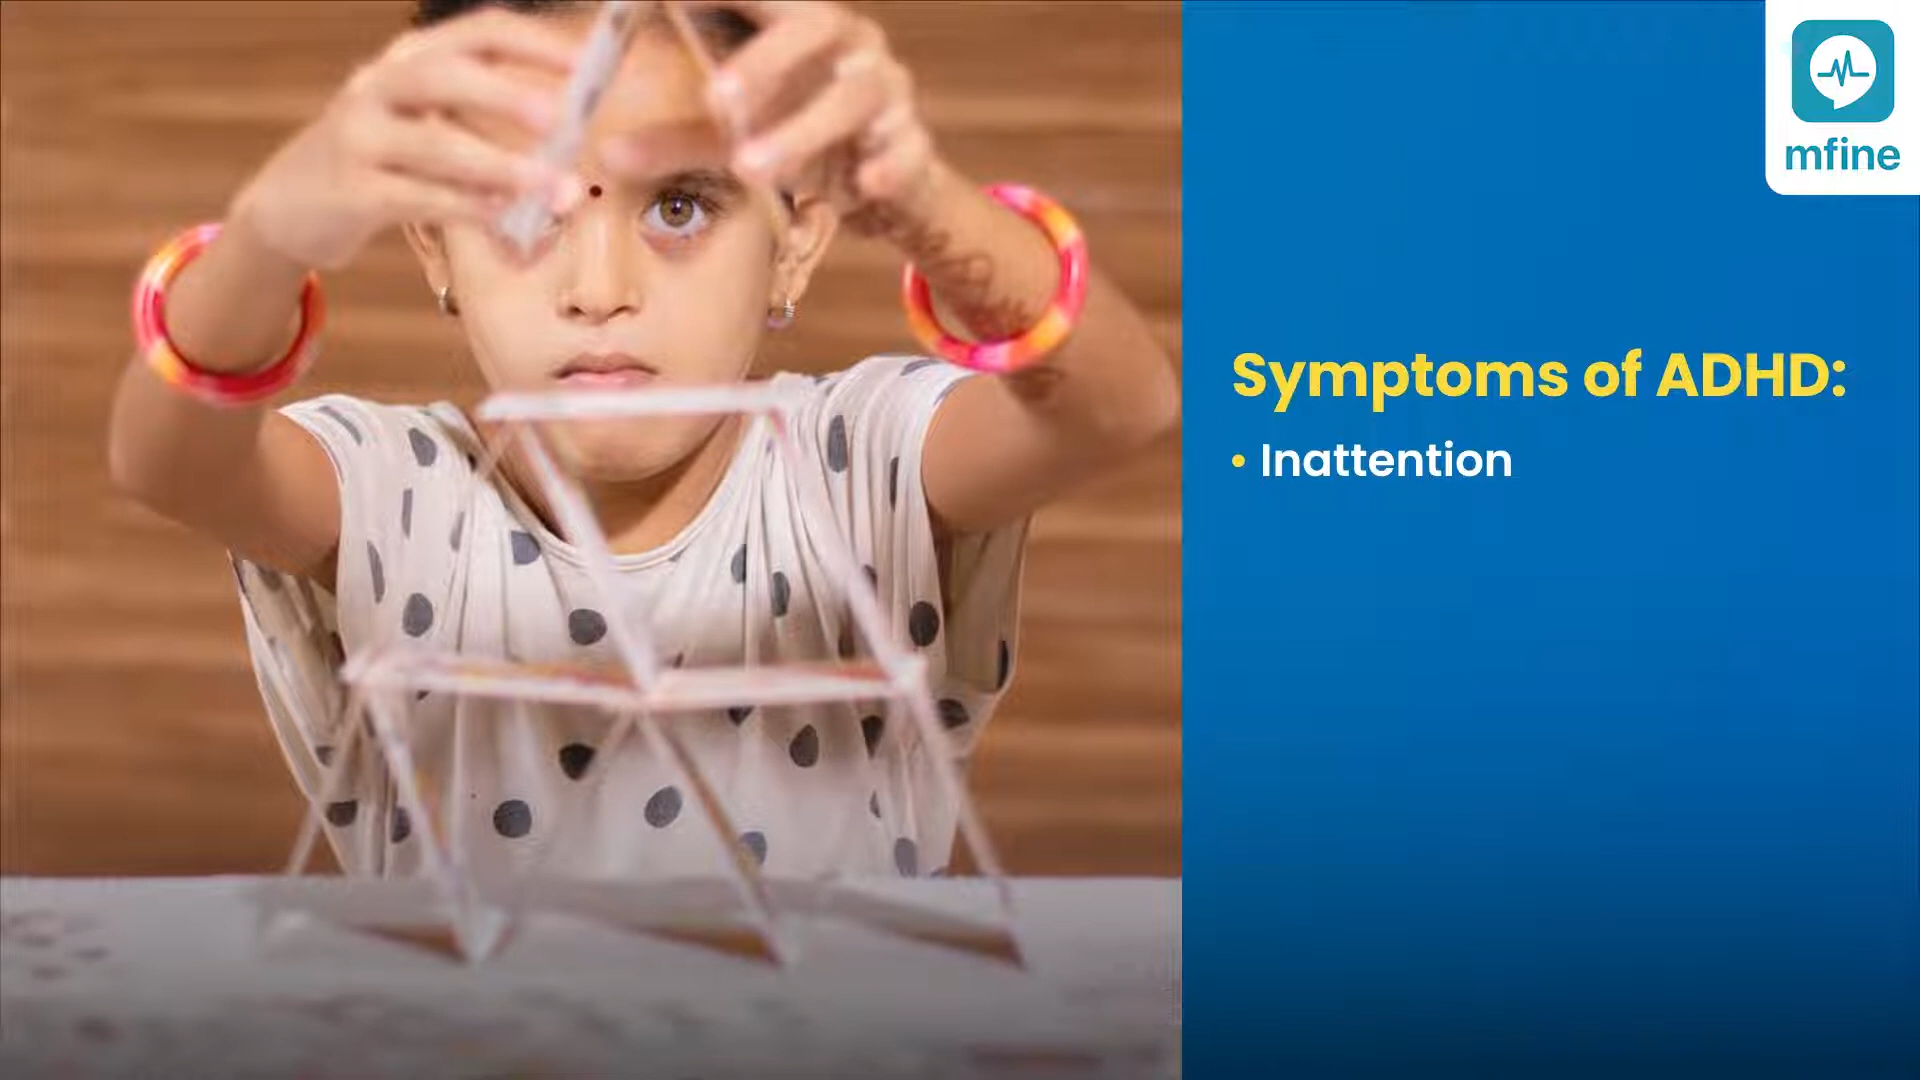 mfine
Symptoms of ADHD:
• Inattention